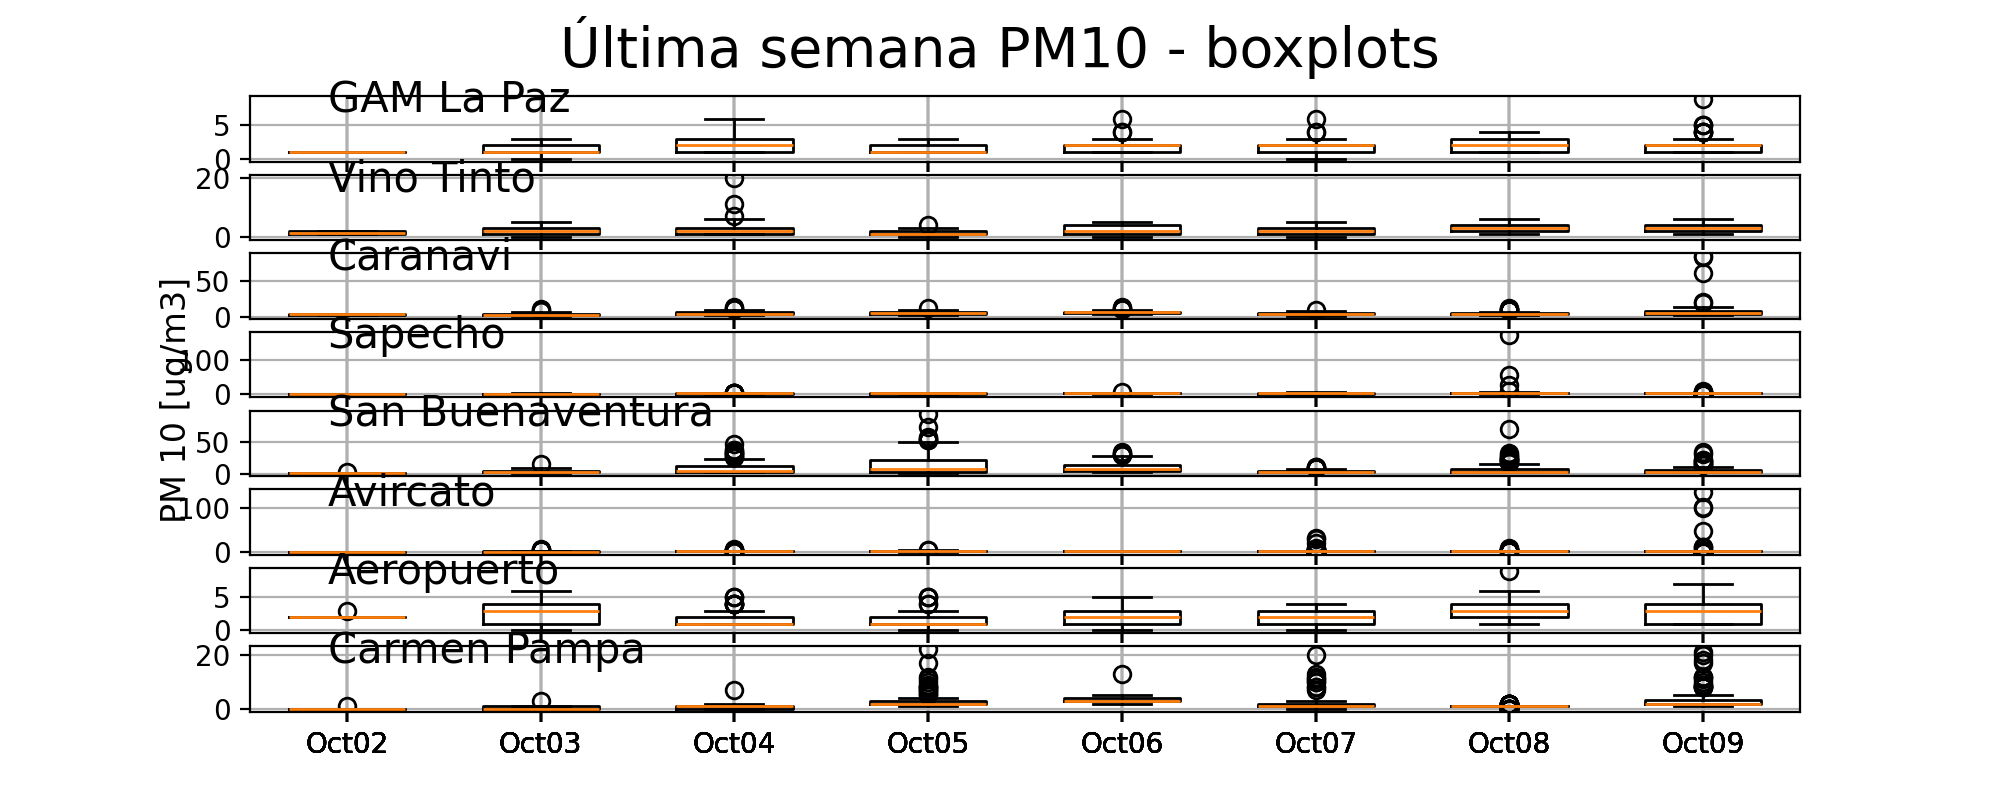 Última semana PM10 - boxplots
GAM La Paz
5
0
Vino Tinto
20
0
Caranavi
50
0
Sapecho
100
0
San Buenaventura
50
0
Avircato
100
0
Aeropuerto
5
0
Carmen Pampa
20
0
PM 10 [ug/m3]
Oct02 Oct03 Oct04 Oct05 Oct06 Oct07 Oct08 Oct09